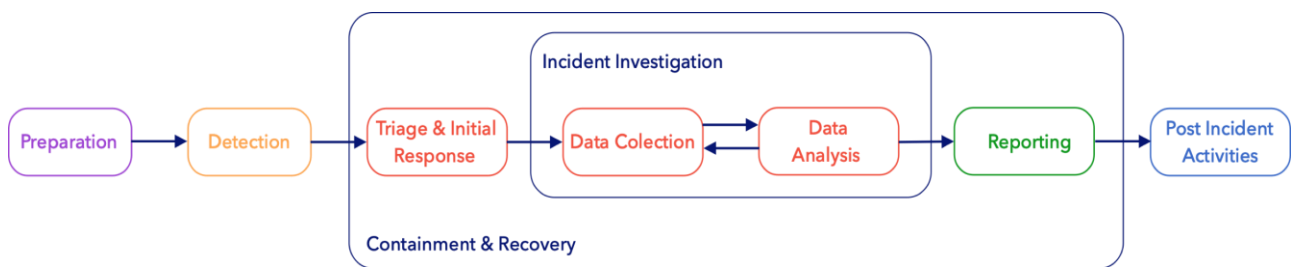 Incident Investigation
Preparation
Detection
Triage & Initial
Response
Data Colection
Data
Analysis
Reporting
Post Incident
Activities
Containment & Recovery